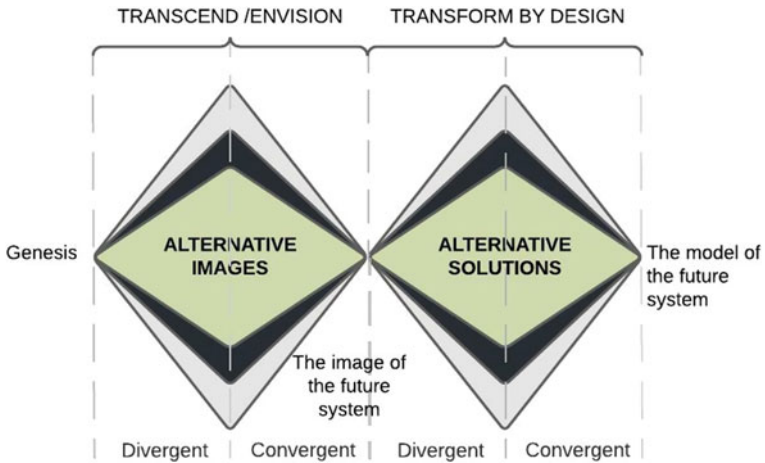 TRANSCEND /ENVISION
TRANSFORM BY DESIGN
Genesis
ALTERNATIVE
IMAGES
ALTERNATIVE
SOLUTIONS
The model of
the future
system
The image of
the future
system
Divergent
Convergent
Divergent
Convergent